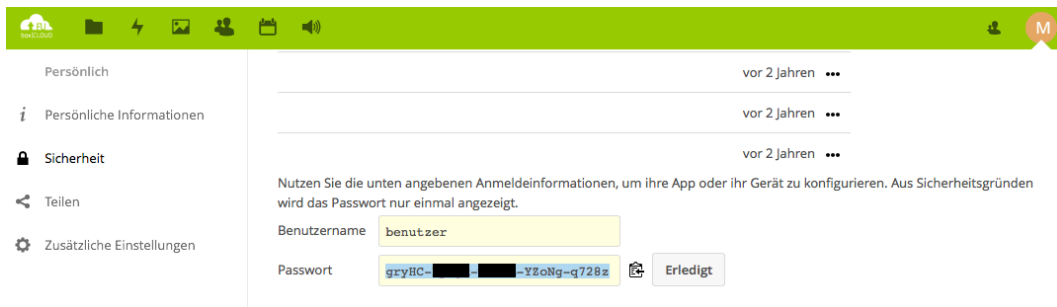 BI
boxCLOUD
M
Persönlich
Persönliche Informationen
Sicherheit
Teilen
Zusätzliche Einstellungen
vor 2 Jahren
vor 2 Jahren
vor 2 Jahren
Nutzen Sie die unten angebenen Anmeldeinformationen, um ihre App oder ihr Gerät zu konfigurieren. Aus Sicherheitsgründen
wird das Passwort nur einmal angezeigt.
Benutzername benutzer
Passwort gryHC- - -YZoNg-q728z Erledigt